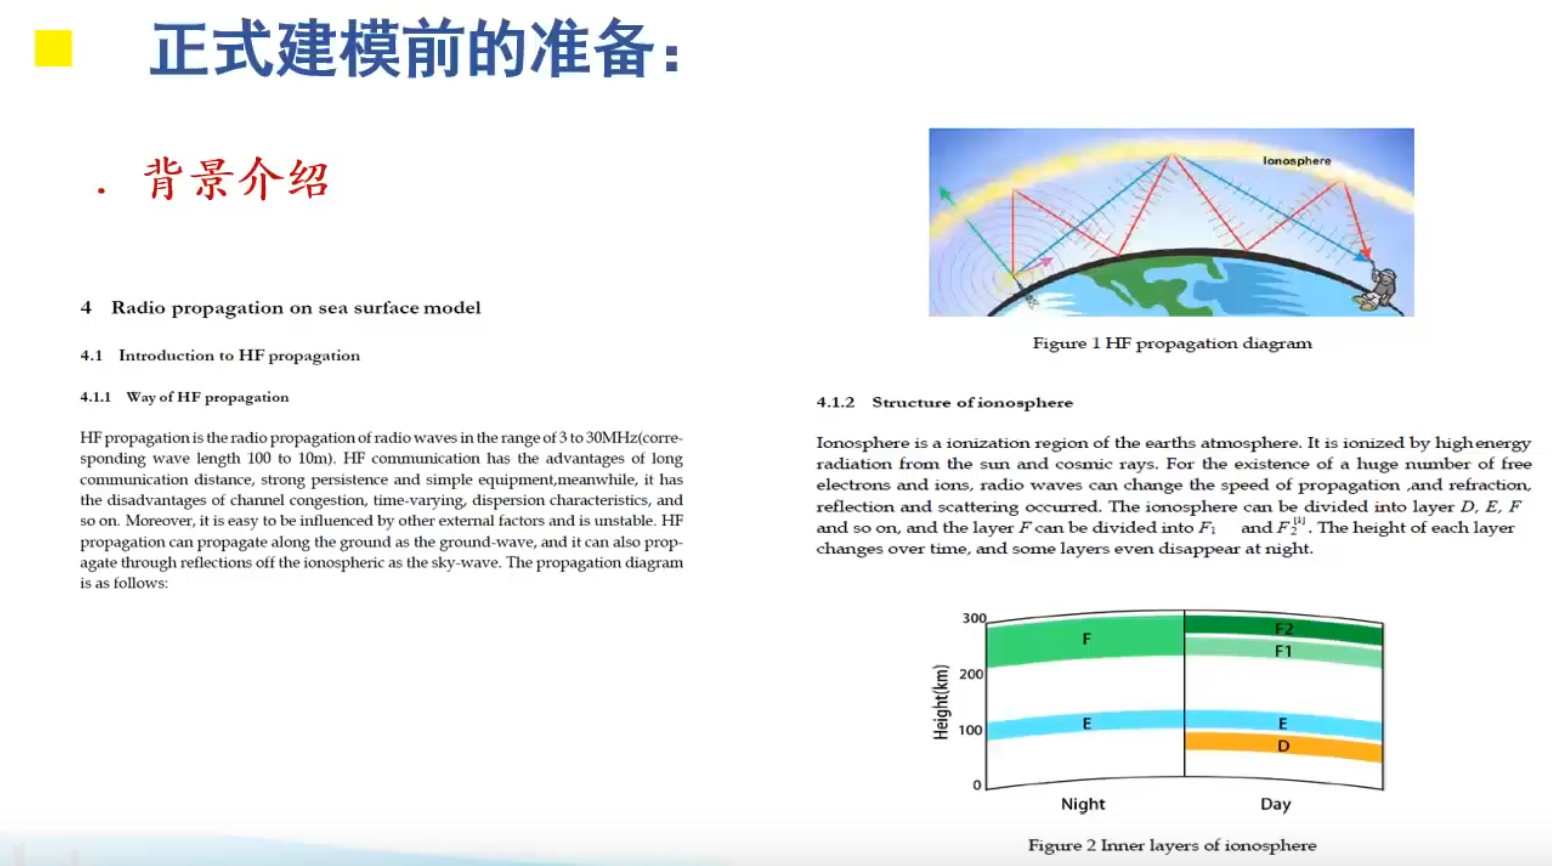 正式建模前的准备：
. 背景介绍
4 Radio propagation on sea surface model
4.1 Introduction to HF propagation
4.1.1 Way of HF propagation
HF propagation is the radio propagation of radio waves in the range of 3 to 30MHz(corre-
sponding wave length 100 to 10m). HF communication has the advantages of long
communication distance, strong persistence and simple equipment,meanwhile, it has
the disadvantages of channel congestion, time-varying, dispersion characteristics, and
so on. Moreover, it is easy to be influenced by other external factors and is unstable. HF
propagation can propagate along the ground as the ground-wave, and it can also prop-
agate through reflections off the ionospheric as the sky-wave. The propagation diagram
is as follows:
Ionosphere
Figure 1 HF propagation diagram
4.1.2 Structure of ionosphere
Ionosphere is a ionization region of the earths atmosphere. It is ionized by high energy
radiation from the sun and cosmic rays. For the existence of a huge number of free
electrons and ions, radio waves can change the speed of propagation ,and refraction,
reflection and scattering occurred. The ionosphere can be divided into layer D, E, F
and so on, and the layer F can be divided into F₁ and F₂[1]. The height of each layer
changes over time, and some layers even disappear at night.
300
200
100
0
Height(km)
F
E
F2
F1
E
D
Night
Day
Figure 2 Inner layers of ionosphere